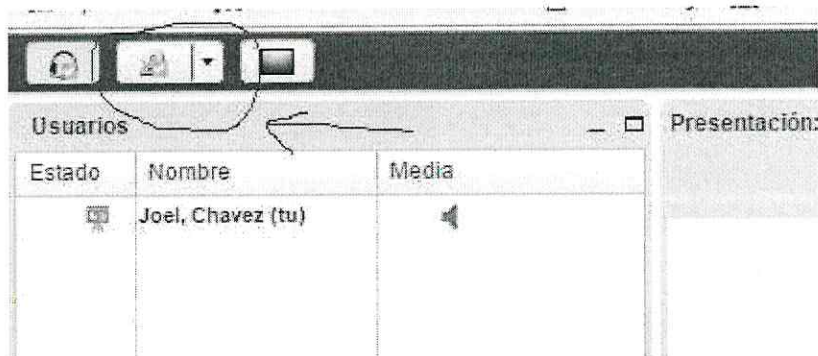 Usuarios
Presentación:
Estado Nombre Media
Joel, Chavez (tu)